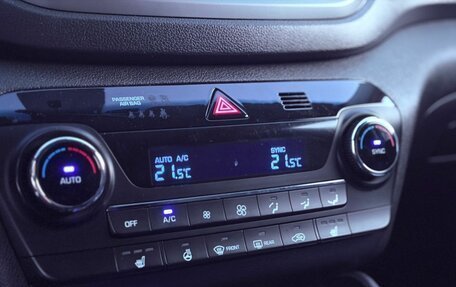 PASSENGER
AIR BAG
AUTO A/C
SYNC
21.5°C
21.5°C
AUTO
SYNC
OFF
A/C
FRONT
REAR